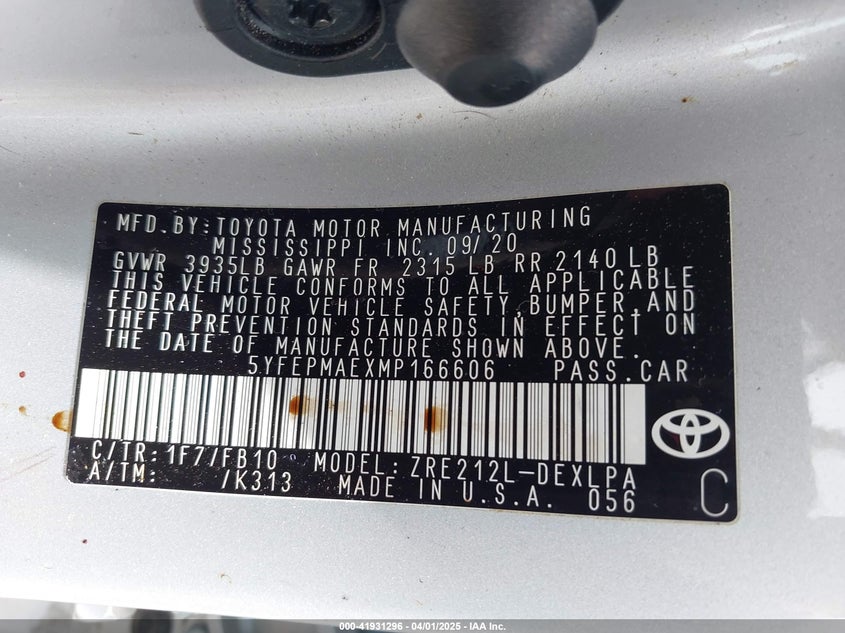 MFD. BY: TOYOTA MOTOR MANUFACTURING
MISSISSIPPI INC. 09/20
GVWR 3935LB GAWR FR 2315 LB RR 2140 LB
THIS VEHICLE CONFORMS TO ALL APPLICABLE
FEDERAL MOTOR VEHICLE SAFETY, BUMPER, AND
THEFT PREVENTION STANDARDS IN EFFECT ON
THE DATE OF MANUFACTURE SHOWN ABOVE.
5YFEPMAEXMP166606 PASS. CAR
C/TR: 1F7/FB10 MODEL: ZRE212L-DEXLPA
A/TM: /K313 MADE IN U.S.A. 056 C
000-41931296 - 04/01/2025 - IAA Inc.